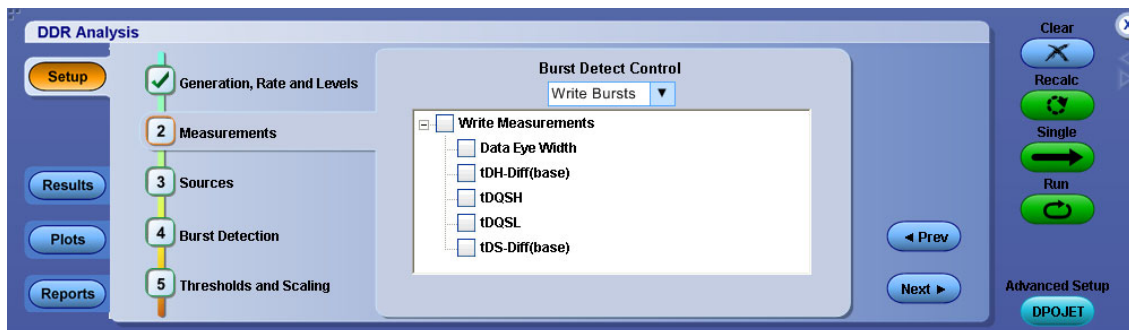 DDR Analysis
Setup
Results
Plots
Reports
Generation, Rate and Levels
2 Measurements
3 Sources
4 Burst Detection
5 Thresholds and Scaling
Burst Detect Control
Write Bursts
Write Measurements
Data Eye Width
tDH-Diff(base)
tDQSH
tDQSL
tDS-Diff(base)
Prev
Next
Clear
Recalc
Single
Run
Advanced Setup
DPOJET